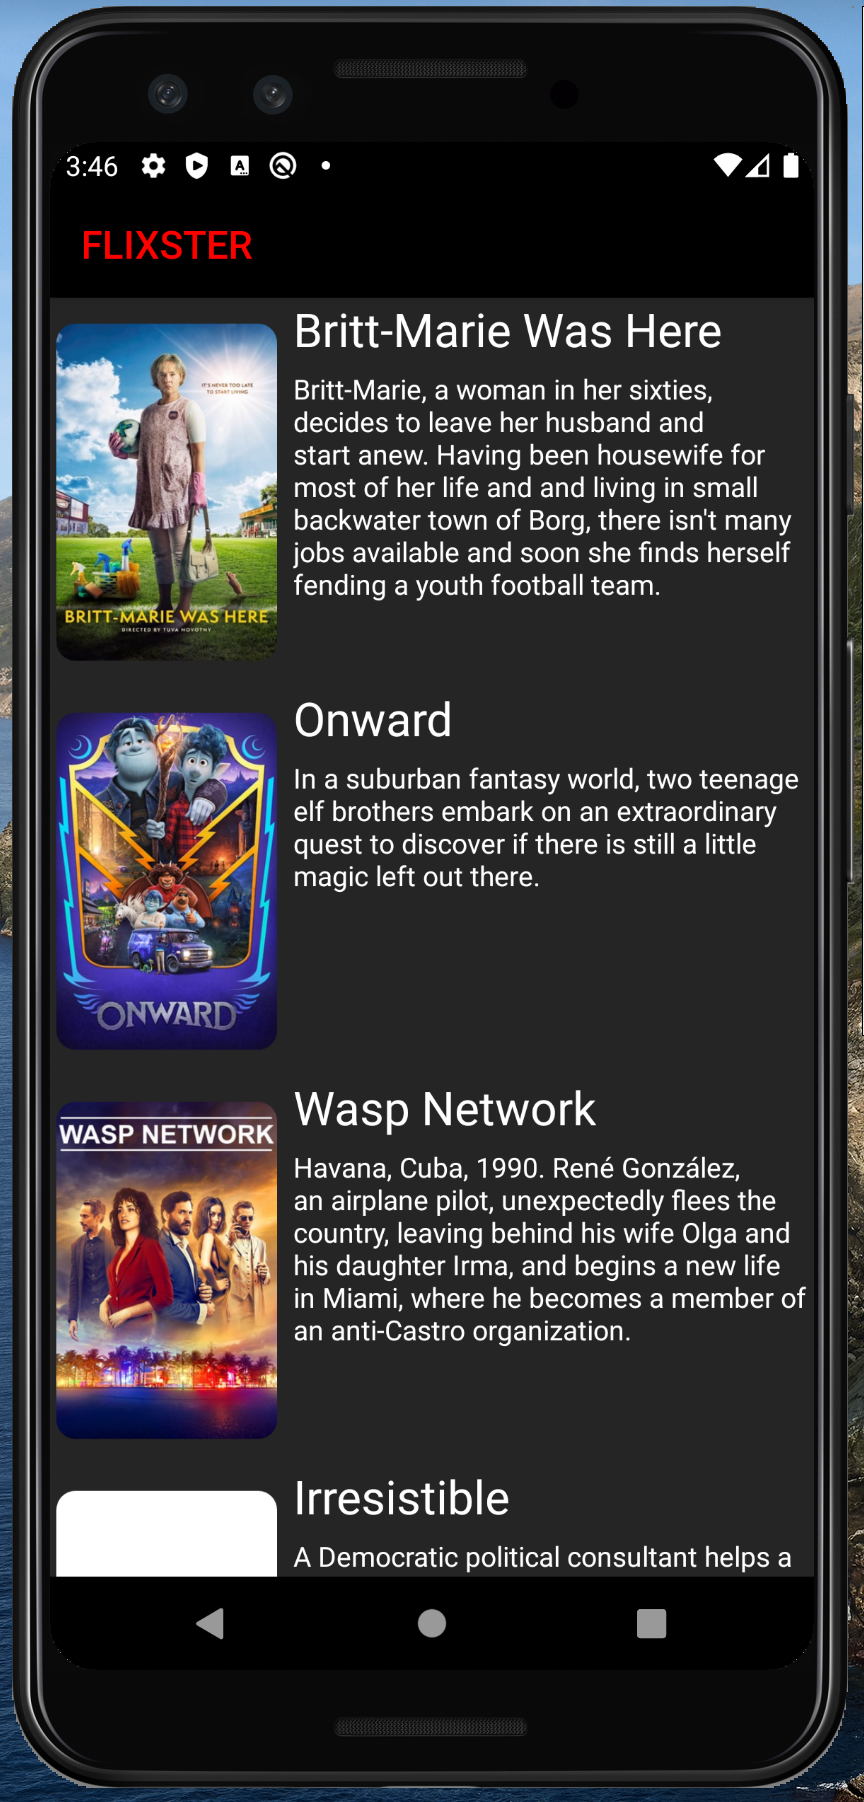 3:46
FLIXSTER
IT'S NEVER TOO LATE
TO START LIVING
BRITT-MARIE WAS HERE
DIRECTED BY TUVA NOVOTNY
Britt-Marie Was Here
Britt-Marie, a woman in her sixties,
decides to leave her husband and
start anew. Having been housewife for
most of her life and and living in small
backwater town of Borg, there isn't many
jobs available and soon she finds herself
fending a youth football team.
ONWARD
Onward
In a suburban fantasy world, two teenage
elf brothers embark on an extraordinary
quest to discover if there is still a little
magic left out there.
WASP NETWORK
Wasp Network
Havana, Cuba, 1990. René González,
an airplane pilot, unexpectedly flees the
country, leaving behind his wife Olga and
his daughter Irma, and begins a new life
in Miami, where he becomes a member of
an anti-Castro organization.
Irresistible
A Democratic political consultant helps a